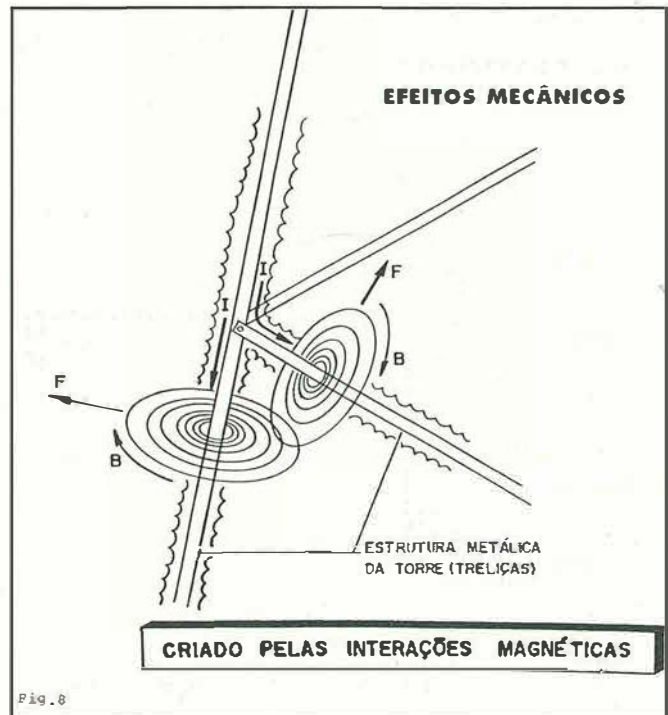 EFEITOS MECÂNICOS
I
F
I
B
F
B
ESTRUTURA METÁLICA
DA TORRE (TRELIÇAS)
CRIADO PELAS INTERAÇÕES MAGNÉTICAS
Fig.8